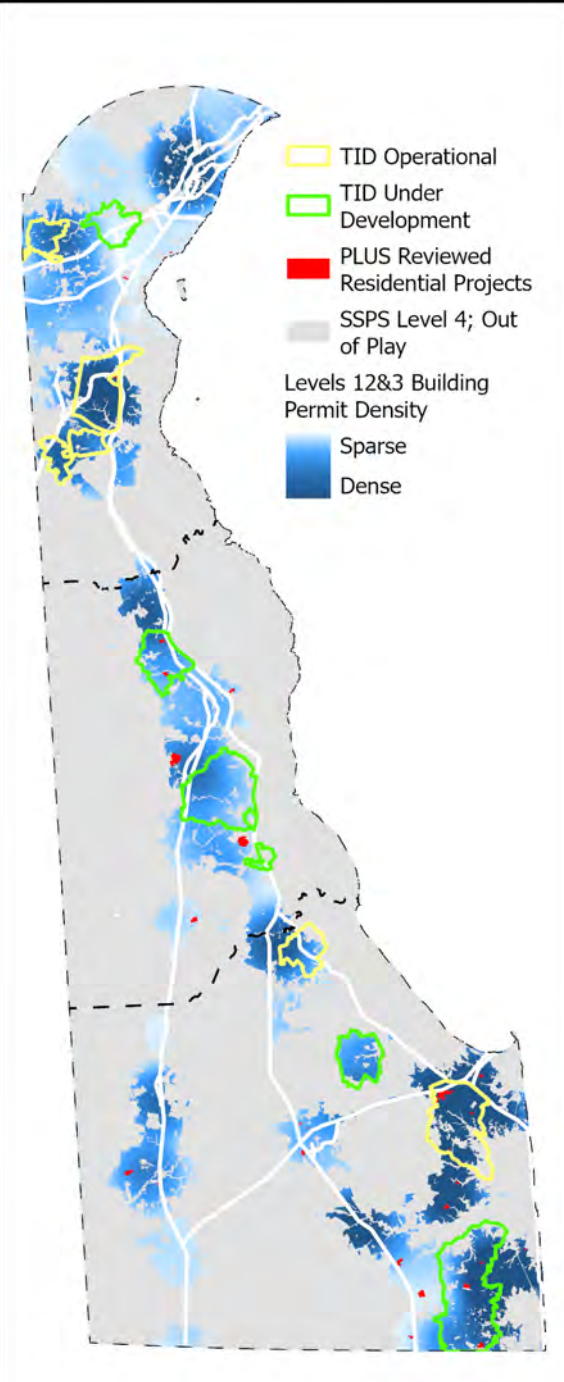 TID Operational
TID Under
Development
PLUS Reviewed
Residential Projects
SSPS Level 4; Out
of Play
Levels 12&3 Building
Permit Density
Sparse
Dense